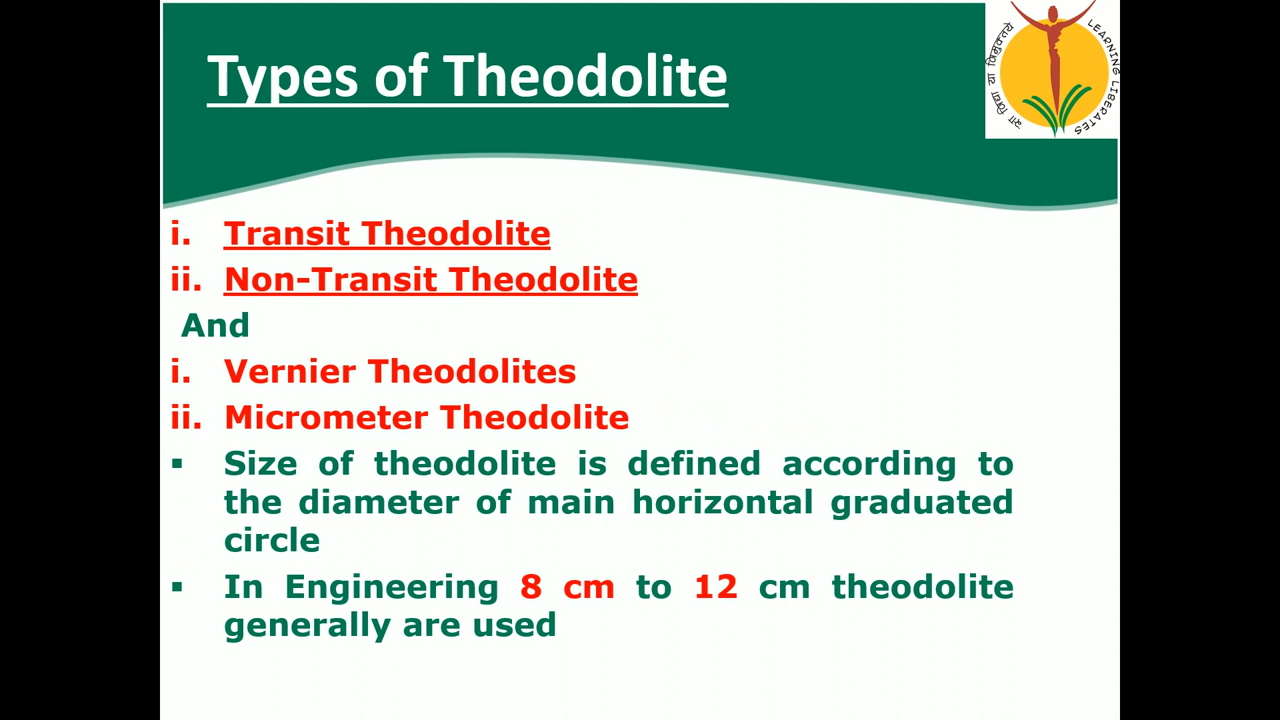 Types of Theodolite
सा विद्या या विमुक्तये
LEARNING LIBERATES
i. Transit Theodolite
ii. Non-Transit Theodolite
And
i. Vernier Theodolites
ii. Micrometer Theodolite
▪ Size of theodolite is defined according to
the diameter of main horizontal graduated
circle
▪ In Engineering 8 cm to 12 cm theodolite
generally are used